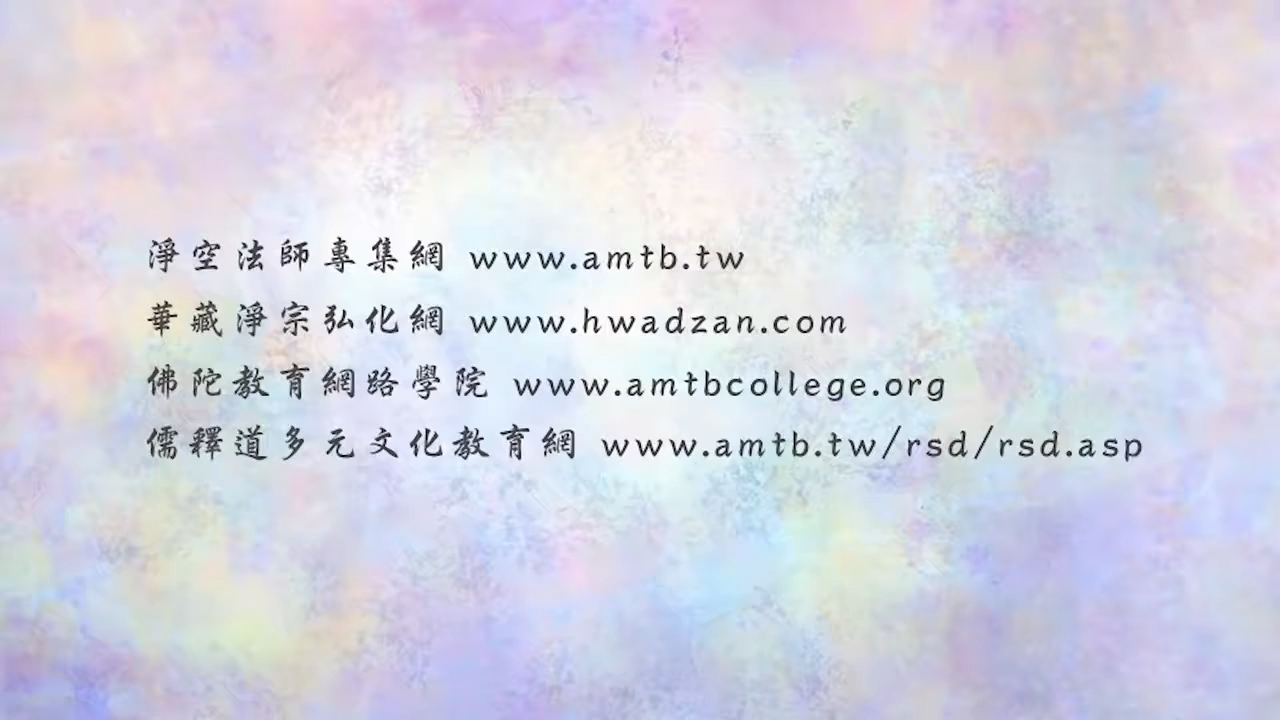 淨空法師專集網 www.amtb.tw
華藏淨宗弘化網 www.hwadzan.com
佛陀教育網路學院 www.amtbcollege.org
儒釋道多元文化教育網 www.amtb.tw/rsd/rsd.asp